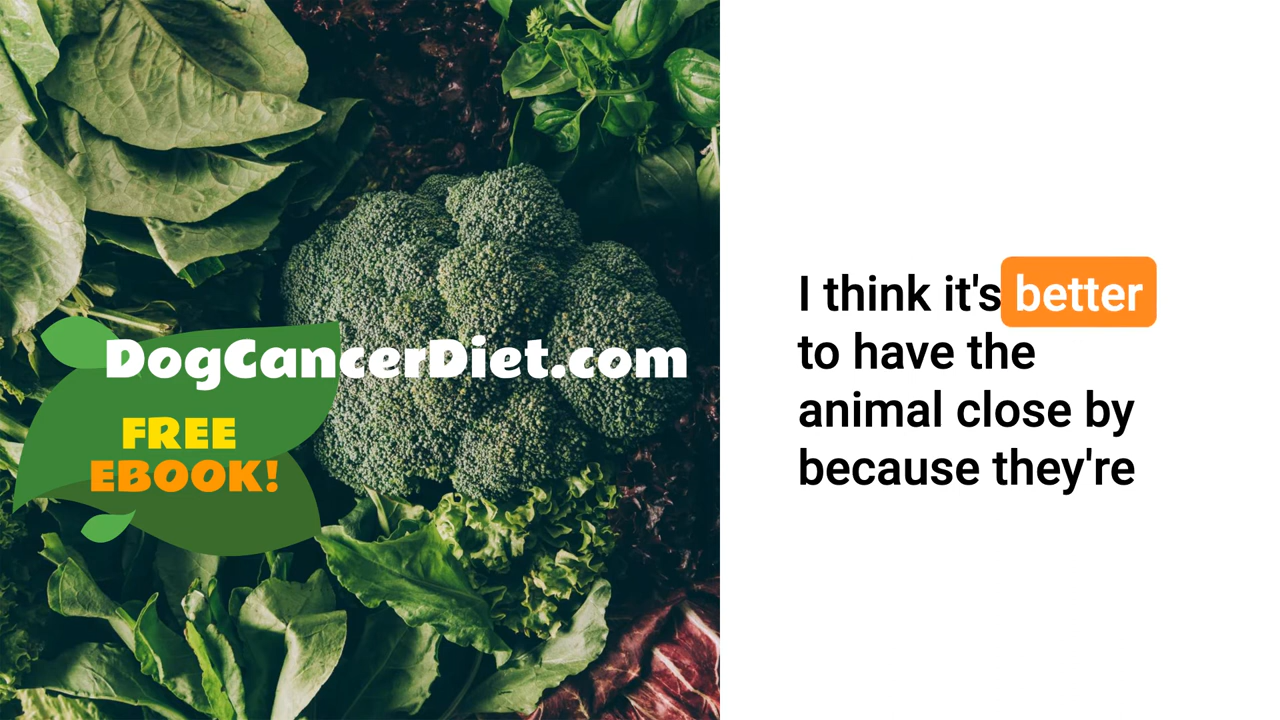 DogCancerDiet.com
FREE
EBOOK!
I think it's better
to have the
animal close by
because they're